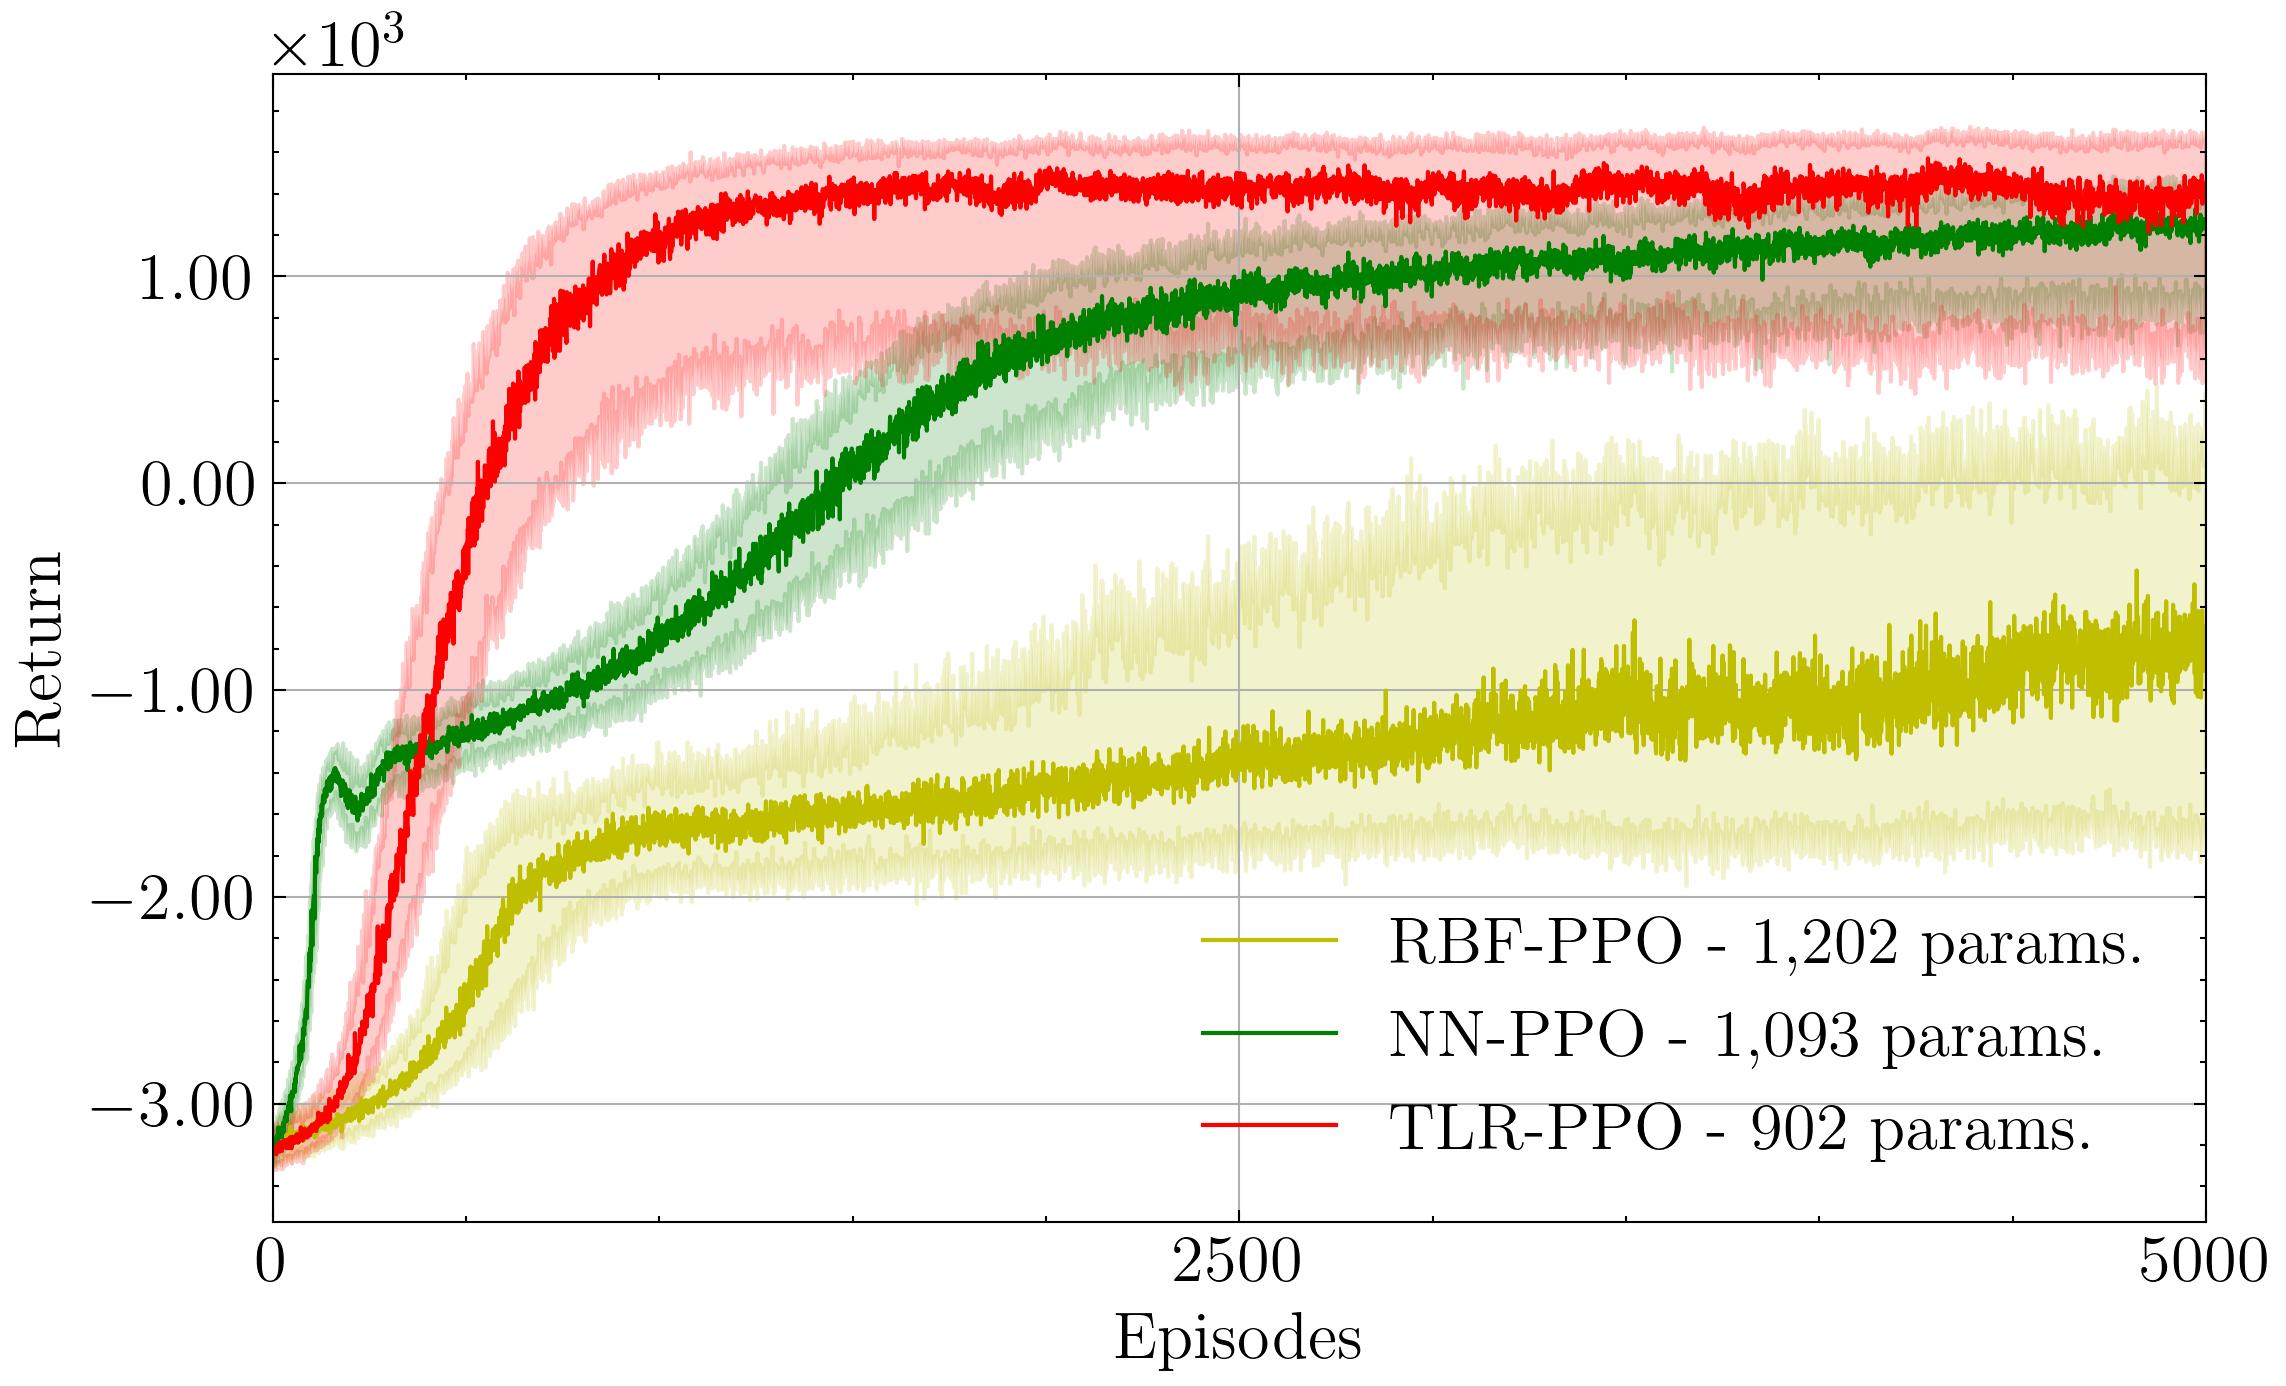 ×10³
1.00
0.00
−1.00
−2.00
−3.00
Return
RBF-PPO - 1,202 params.
NN-PPO - 1,093 params.
TLR-PPO - 902 params.
0 2500 5000
Episodes